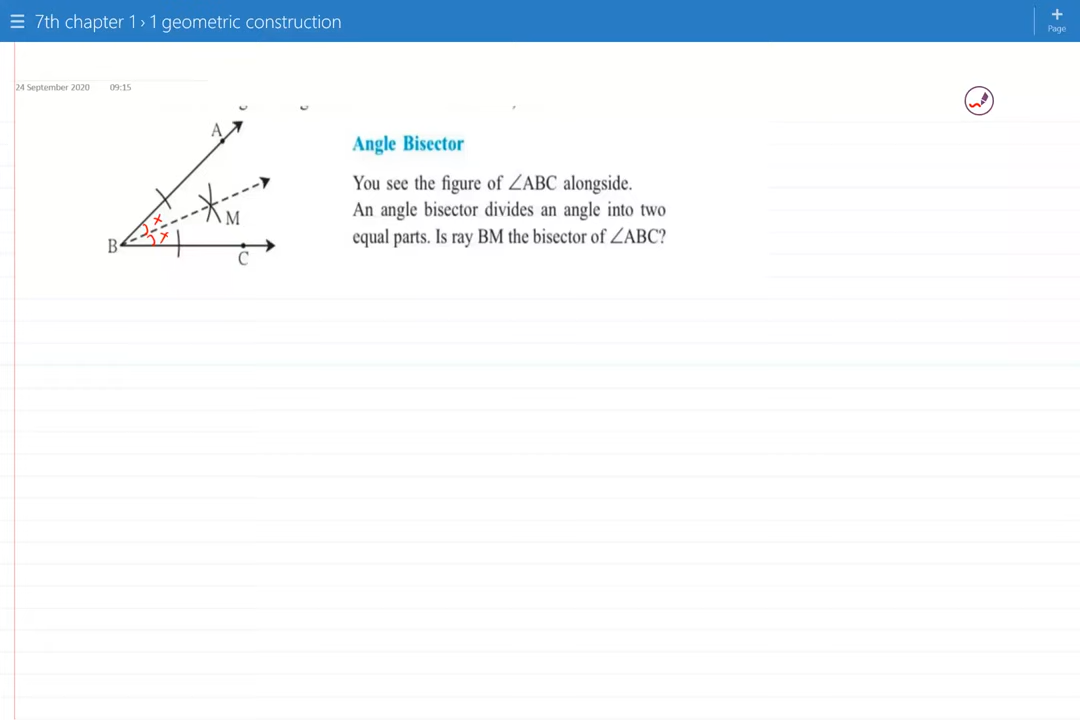 7th chapter 1 › 1 geometric construction
+
Page
24 September 2020 09:15
A
M
B
C
x
x
Angle Bisector
You see the figure of ∠ABC alongside.
An angle bisector divides an angle into two
equal parts. Is ray BM the bisector of ∠ABC?